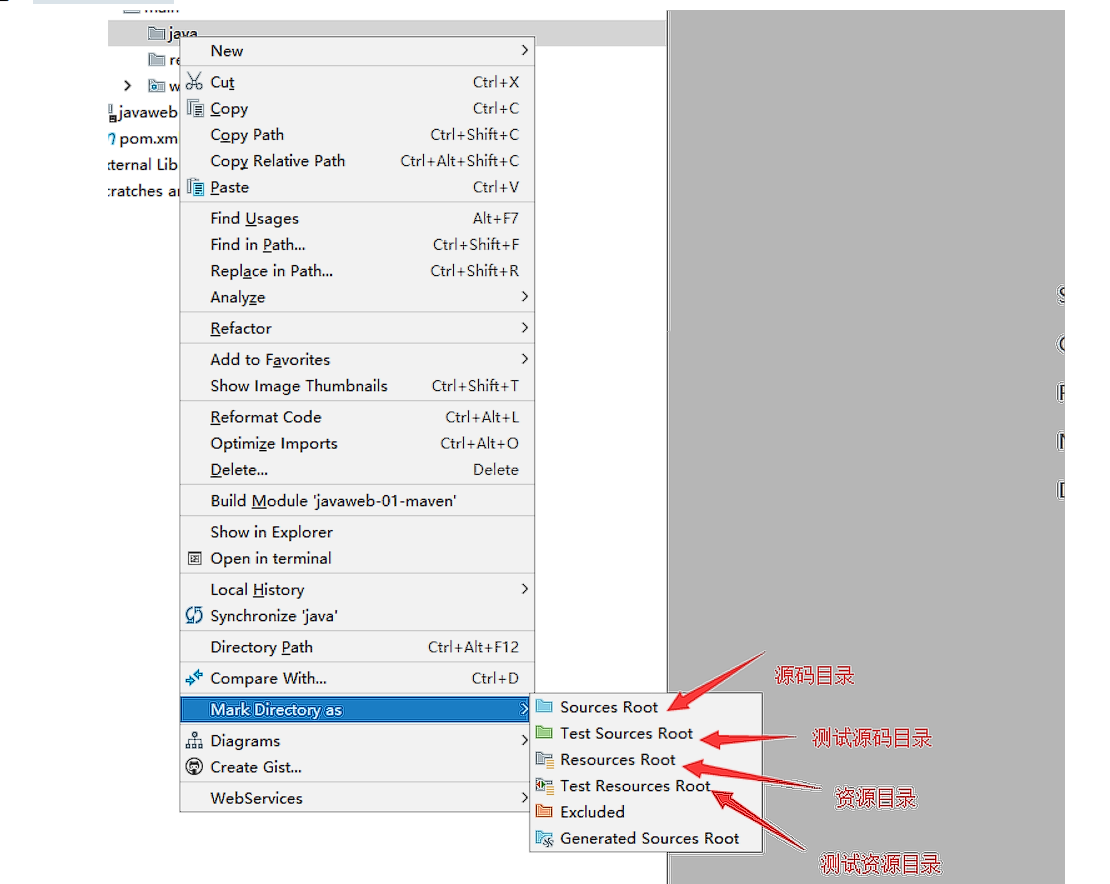 main
java
New
Cut Ctrl+X
Copy Ctrl+C
javaweb
Copy Path Ctrl+Shift+C
pom.xm
Copy Relative Path Ctrl+Alt+Shift+C
ternal Lib
Paste Ctrl+V
ratches a
Find Usages Alt+F7
Find in Path... Ctrl+Shift+F
Replace in Path... Ctrl+Shift+R
Analyze
Refactor
Add to Favorites
Show Image Thumbnails Ctrl+Shift+T
Reformat Code Ctrl+Alt+L
Optimize Imports Ctrl+Alt+O
Delete... Delete
Build Module 'javaweb-01-maven'
Show in Explorer
Open in terminal
Local History
Synchronize 'java'
Directory Path Ctrl+Alt+F12
Compare With... Ctrl+D
Mark Directory as
Diagrams
Create Gist...
WebServices
Sources Root
源码目录
Test Sources Root
测试源码目录
Resources Root
资源目录
Test Resources Root
测试资源目录
Excluded
Generated Sources Root